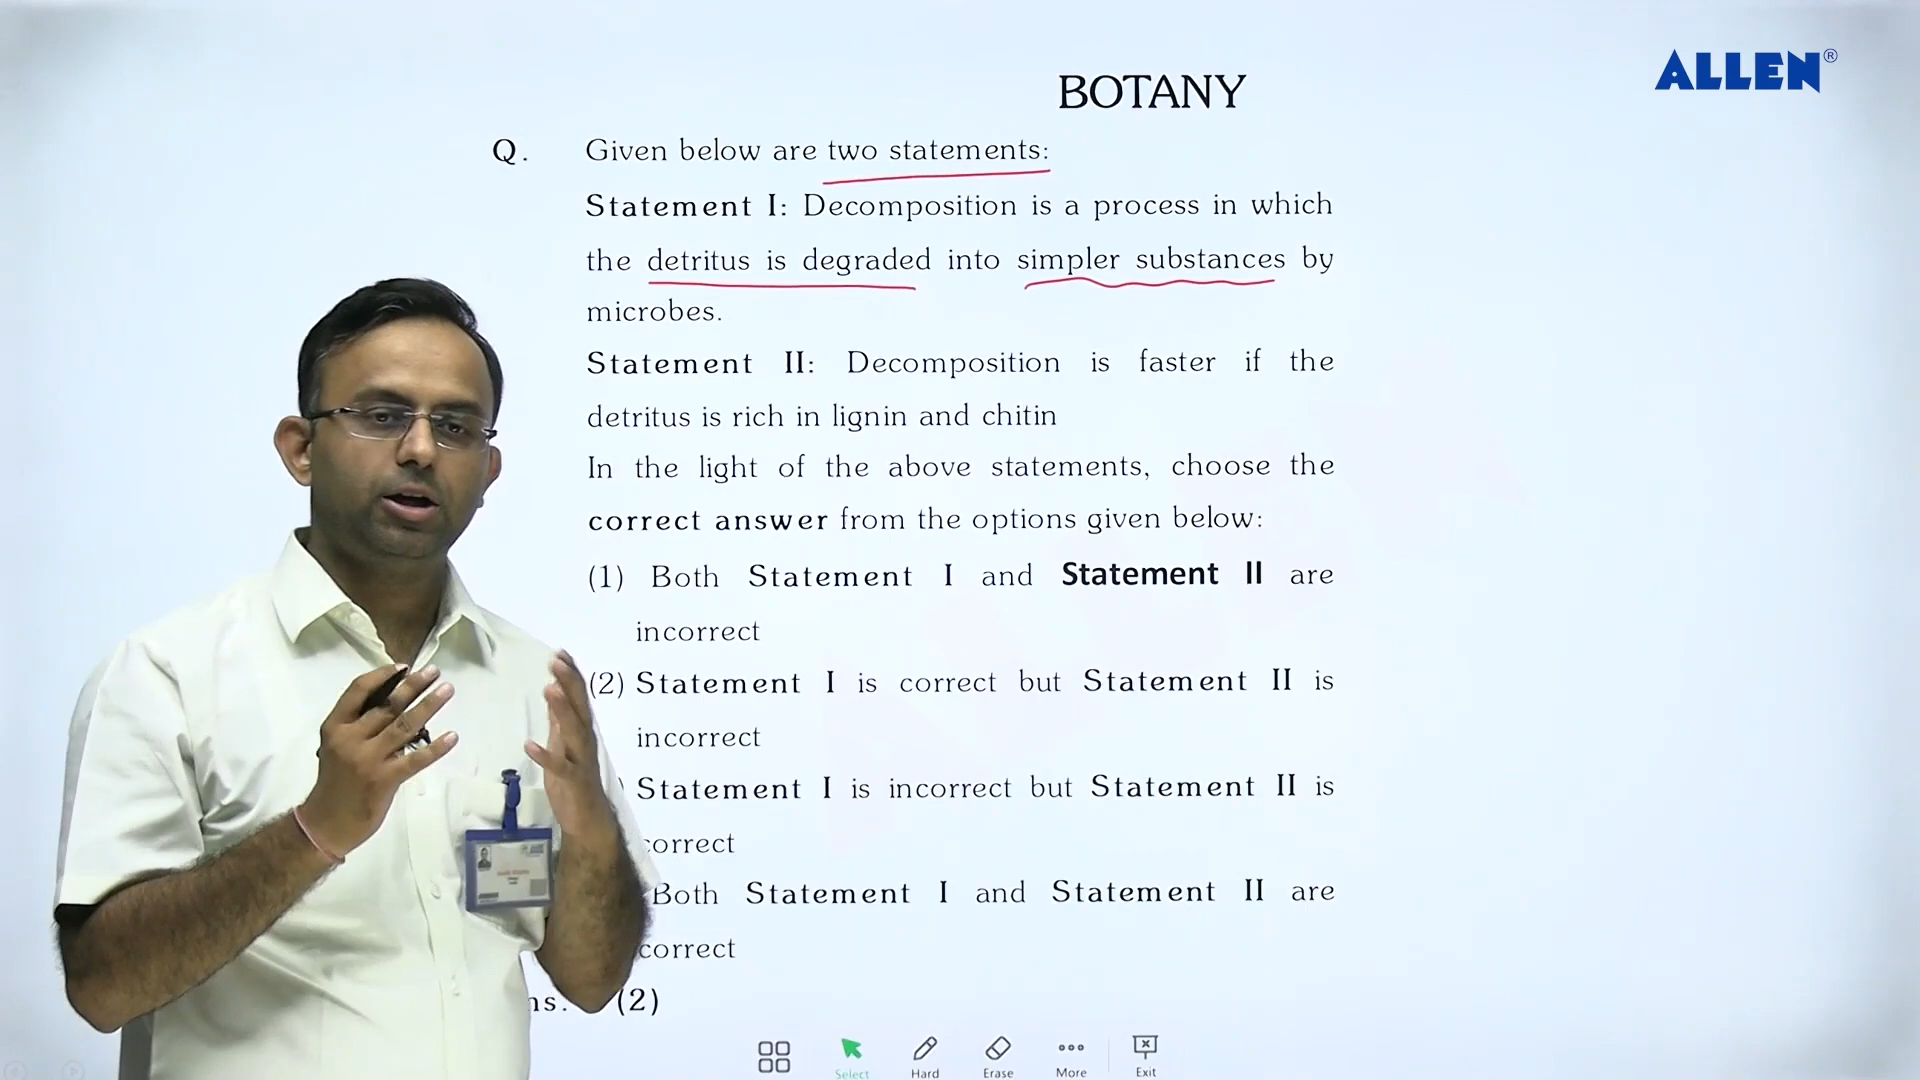 ALLEN®
BOTANY
Q. Given below are two statements:
Statement I: Decomposition is a process in which
the detritus is degraded into simpler substances by
microbes.
Statement II: Decomposition is faster if the
detritus is rich in lignin and chitin
In the light of the above statements, choose the
correct answer from the options given below:
(1) Both Statement I and Statement II are
incorrect
(2) Statement I is correct but Statement II is
incorrect
) Statement I is incorrect but Statement II is
correct
Both Statement I and Statement II are
correct
ns. (2)
Select Hard Erase More Exit